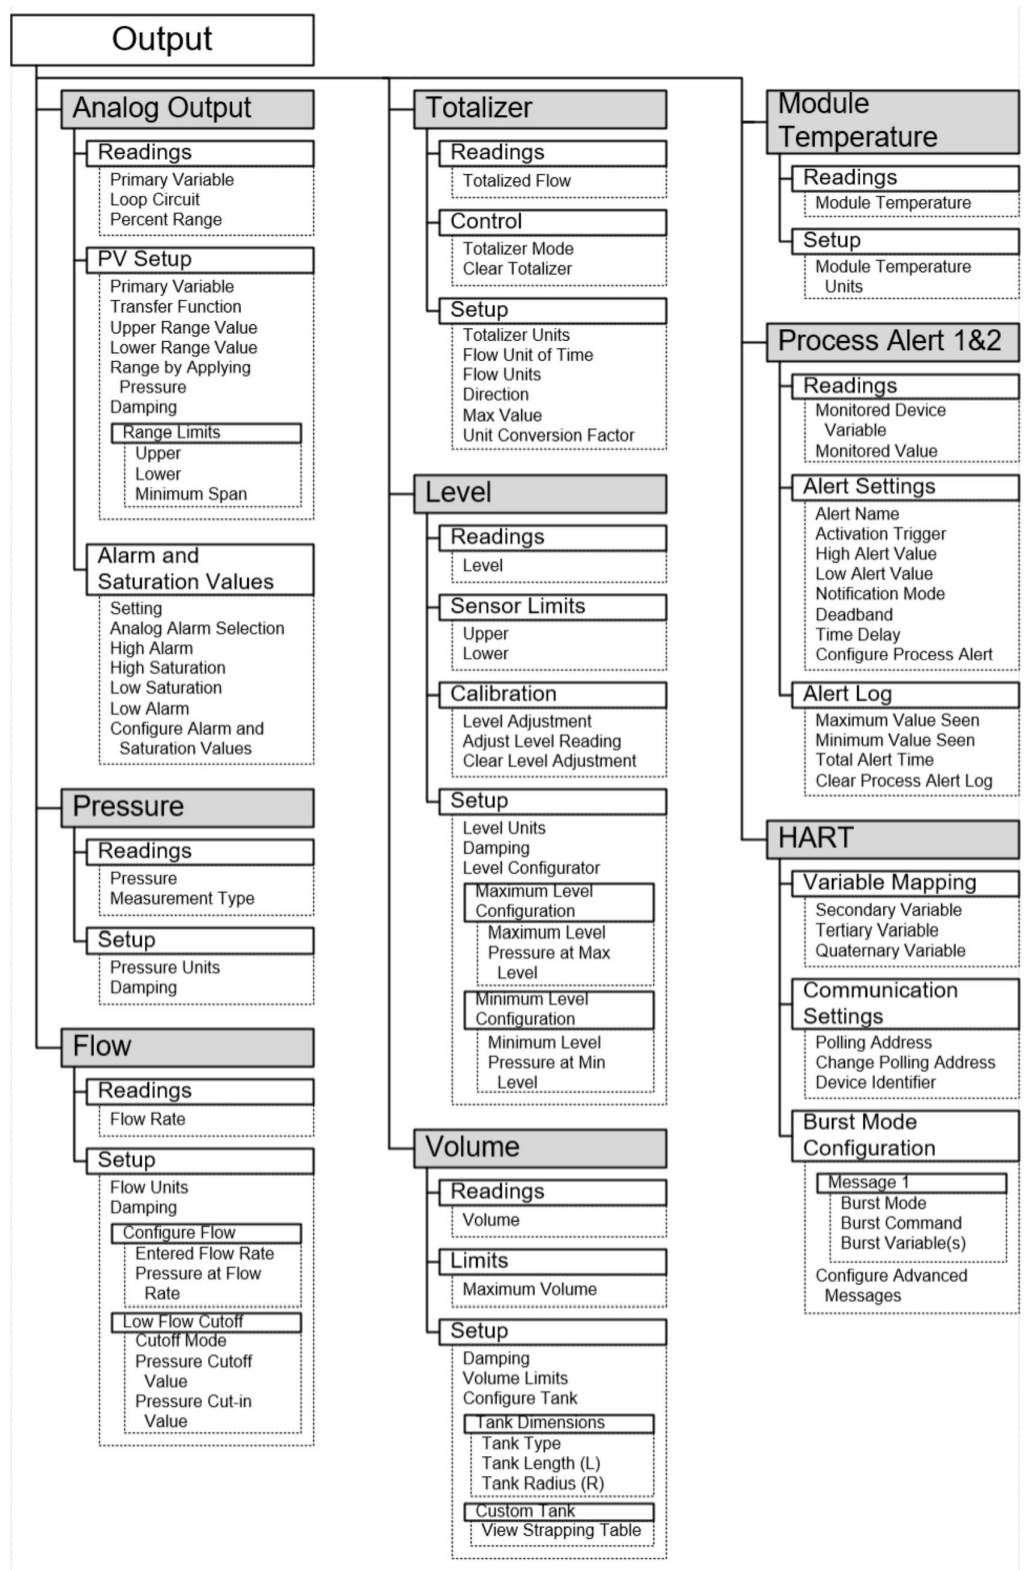 Output
Analog Output
Readings
Primary Variable
Loop Circuit
Percent Range
PV Setup
Primary Variable
Transfer Function
Upper Range Value
Lower Range Value
Range by Applying
Pressure
Damping
Range Limits
Upper
Lower
Minimum Span
Alarm and
Saturation Values
Setting
Analog Alarm Selection
High Alarm
High Saturation
Low Saturation
Low Alarm
Configure Alarm and
Saturation Values
Pressure
Readings
Pressure
Measurement Type
Setup
Pressure Units
Damping
Flow
Readings
Flow Rate
Setup
Flow Units
Damping
Configure Flow
Entered Flow Rate
Pressure at Flow
Rate
Low Flow Cutoff
Cutoff Mode
Pressure Cutoff
Value
Pressure Cut-in
Value
Totalizer
Readings
Totalized Flow
Control
Totalizer Mode
Clear Totalizer
Setup
Totalizer Units
Flow Unit of Time
Flow Units
Direction
Max Value
Unit Conversion Factor
Level
Readings
Level
Sensor Limits
Upper
Lower
Calibration
Level Adjustment
Adjust Level Reading
Clear Level Adjustment
Setup
Level Units
Damping
Level Configurator
Maximum Level
Configuration
Maximum Level
Pressure at Max
Level
Minimum Level
Configuration
Minimum Level
Pressure at Min
Level
Volume
Readings
Volume
Limits
Maximum Volume
Setup
Damping
Volume Limits
Configure Tank
Tank Dimensions
Tank Type
Tank Length (L)
Tank Radius (R)
Custom Tank
View Strapping Table
Module
Temperature
Readings
Module Temperature
Setup
Module Temperature
Units
Process Alert 1&2
Readings
Monitored Device
Variable
Monitored Value
Alert Settings
Alert Name
Activation Trigger
High Alert Value
Low Alert Value
Notification Mode
Deadband
Time Delay
Configure Process Alert
Alert Log
Maximum Value Seen
Minimum Value Seen
Total Alert Time
Clear Process Alert Log
HART
Variable Mapping
Secondary Variable
Tertiary Variable
Quaternary Variable
Communication
Settings
Polling Address
Change Polling Address
Device Identifier
Burst Mode
Configuration
Message 1
Burst Mode
Burst Command
Burst Variable(s)
Configure Advanced
Messages